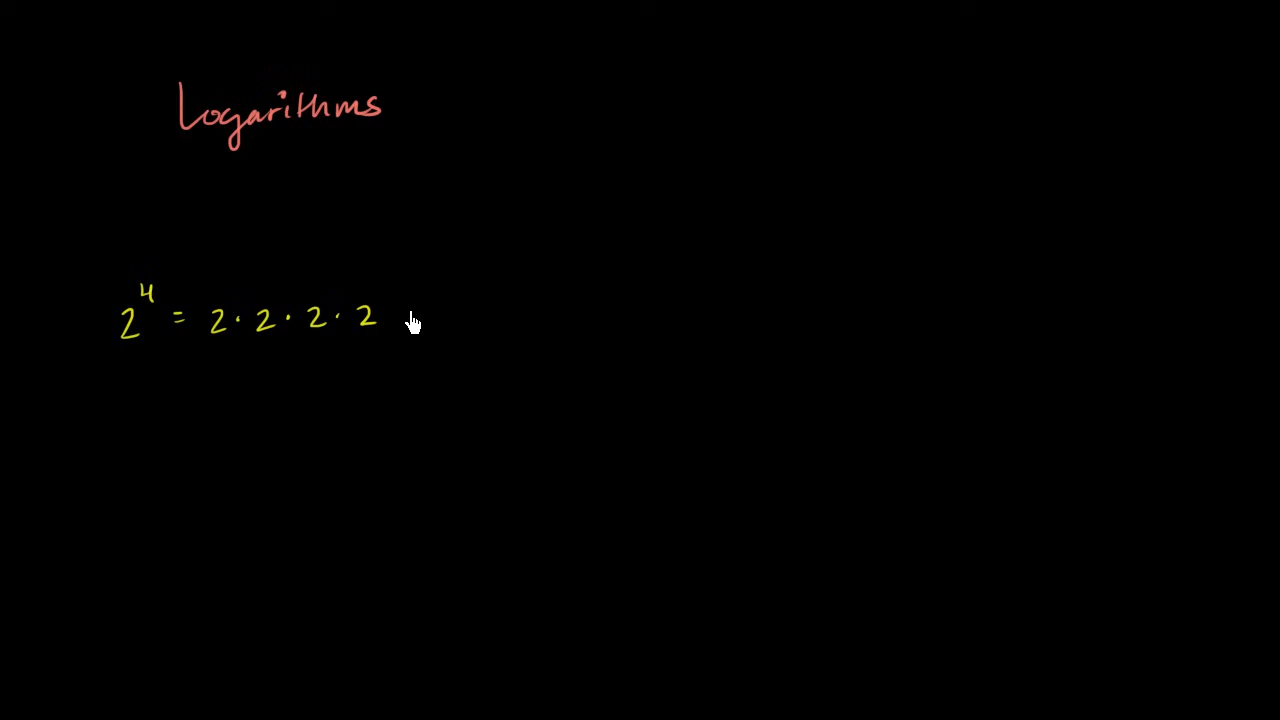 Logarithms
2⁴ = 2 · 2 · 2 · 2